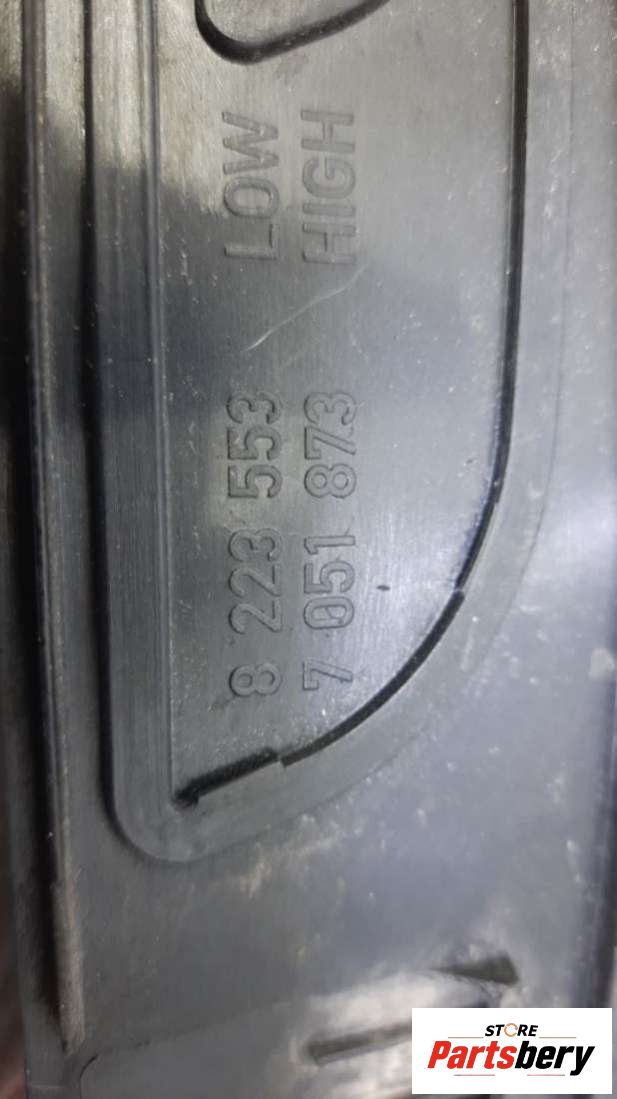 8 223 553 LOW
7 051 873 HIGH
STORE
Partsbery